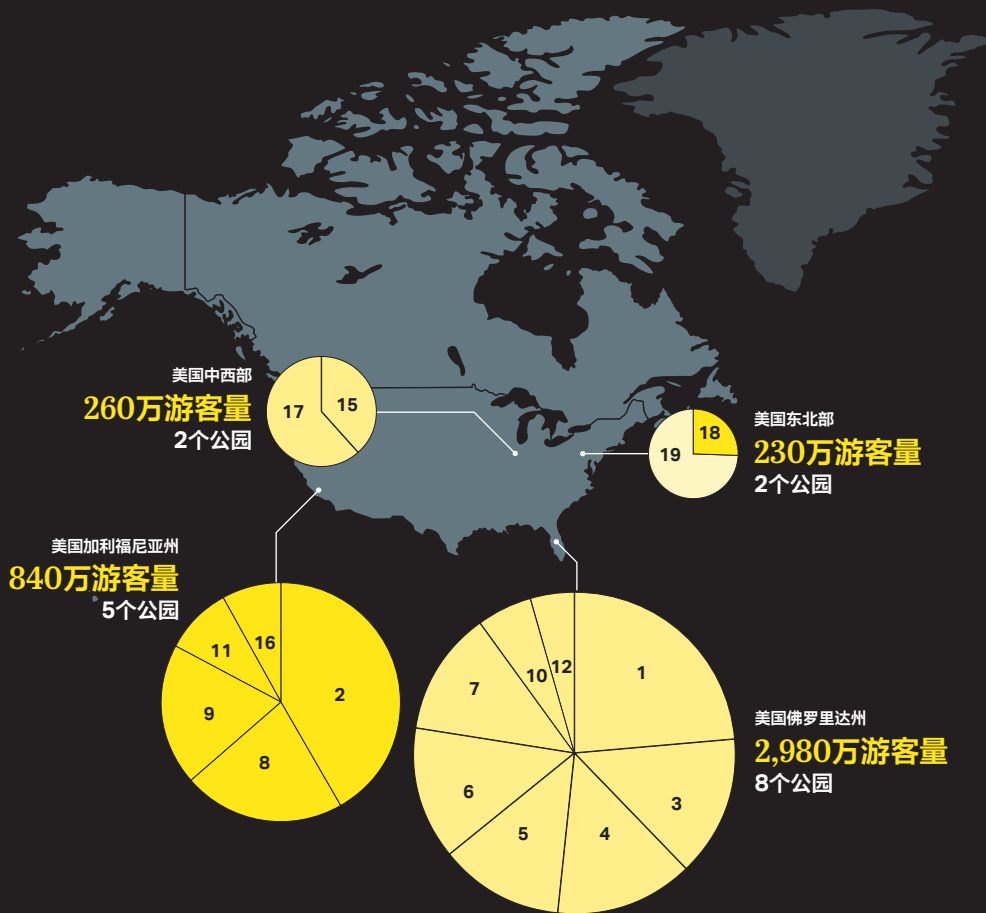 美国中西部
260万游客量
2个公园
17
15
美国东北部
230万游客量
2个公园
18
19
美国加利福尼亚州
840万游客量
5个公园
16
11
2
9
8
美国佛罗里达州
2,980万游客量
8个公园
12
10
1
7
6
3
5
4